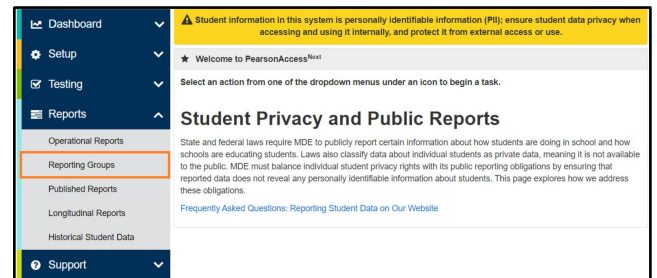 Dashboard
Setup
Testing
Reports
Operational Reports
Reporting Groups
Published Reports
Longitudinal Reports
Historical Student Data
Support
Student information in this system is personally identifiable information (PII); ensure student data privacy when
accessing and using it internally, and protect it from external access or use.
Welcome to PearsonAccessNext
Select an action from one of the dropdown menus under an icon to begin a task.
Student Privacy and Public Reports
State and federal laws require MDE to publicly report certain information about how students are doing in school and how
schools are educating students. Laws also classify data about individual students as private data, meaning it is not available
to the public. MDE must balance individual student privacy rights with its public reporting obligations by ensuring that
reported data does not reveal any personally identifiable information about students. This page explores how we address
these obligations.
Frequently Asked Questions: Reporting Student Data on Our Website